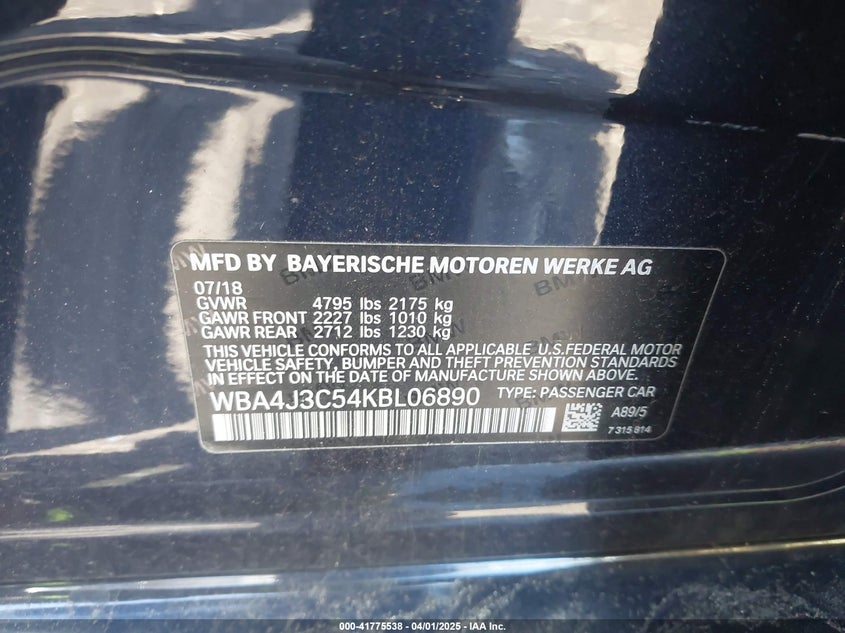 MFD BY BAYERISCHE MOTOREN WERKE AG
07/18
GVWR 4795 lbs 2175 kg
GAWR FRONT 2227 lbs 1010 kg
GAWR REAR 2712 lbs 1230 kg
THIS VEHICLE CONFORMS TO ALL APPLICABLE U.S.FEDERAL MOTOR
VEHICLE SAFETY, BUMPER AND THEFT PREVENTION STANDARDS
IN EFFECT ON THE DATE OF MANUFACTURE SHOWN ABOVE.
WBA4J3C54KBL06890 TYPE: PASSENGER CAR
A89/5
7 315 814
000-41775538 - 04/01/2025 - IAA Inc.